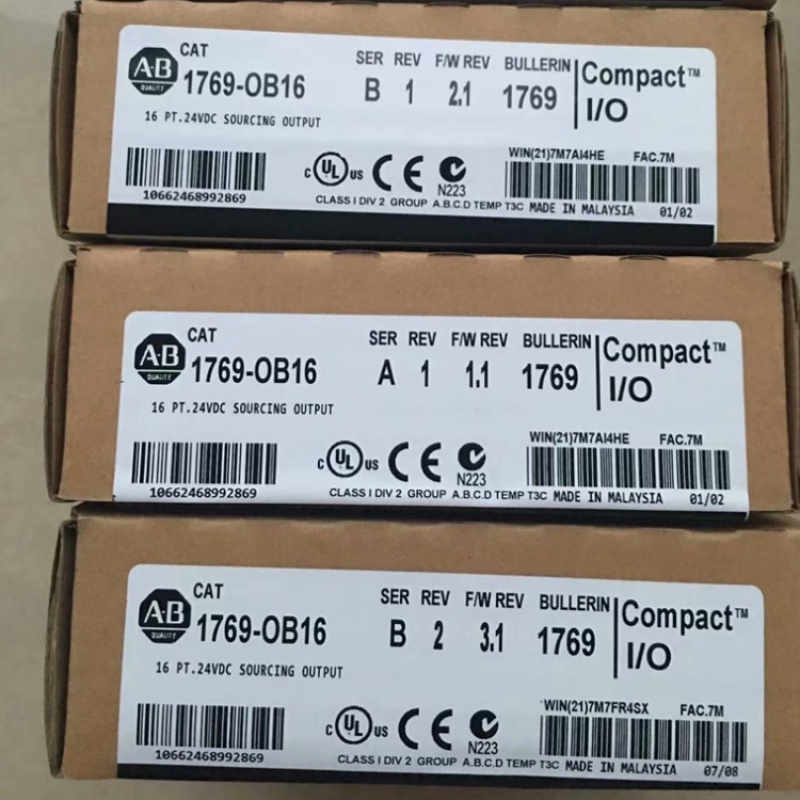 CAT SER REV F/W REV BULLERIN Compact™
A·B QUALITY 1769-OB16 B 1 2.1 1769 I/O
16 PT.24VDC SOURCING OUTPUT
WIN(21)7M7AI4HE FAC.7M
10662468992869 C UL US CE N223
CLASS I DIV 2 GROUP A.B.C.D TEMP T3C MADE IN MALAYSIA 01/02
CAT SER REV F/W REV BULLERIN Compact™
A·B QUALITY 1769-OB16 A 1 1.1 1769 I/O
16 PT.24VDC SOURCING OUTPUT
WIN(21)7M7AI4HE FAC.7M
10662468992869 C UL US CE N223
CLASS I DIV 2 GROUP A.B.C.D TEMP T3C MADE IN MALAYSIA 01/02
CAT SER REV F/W REV BULLERIN Compact™
A·B QUALITY 1769-OB16 B 2 3.1 1769 I/O
16 PT.24VDC SOURCING OUTPUT
WIN(21)7M7FR4SX FAC.7M
10662468992869 C UL US CE N223
CLASS I DIV 2 GROUP A.B.C.D TEMP T3C MADE IN MALAYSIA 07/08